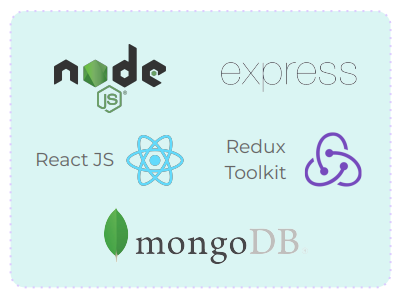 node
JS
express
React JS
Redux
Toolkit
mongoDB